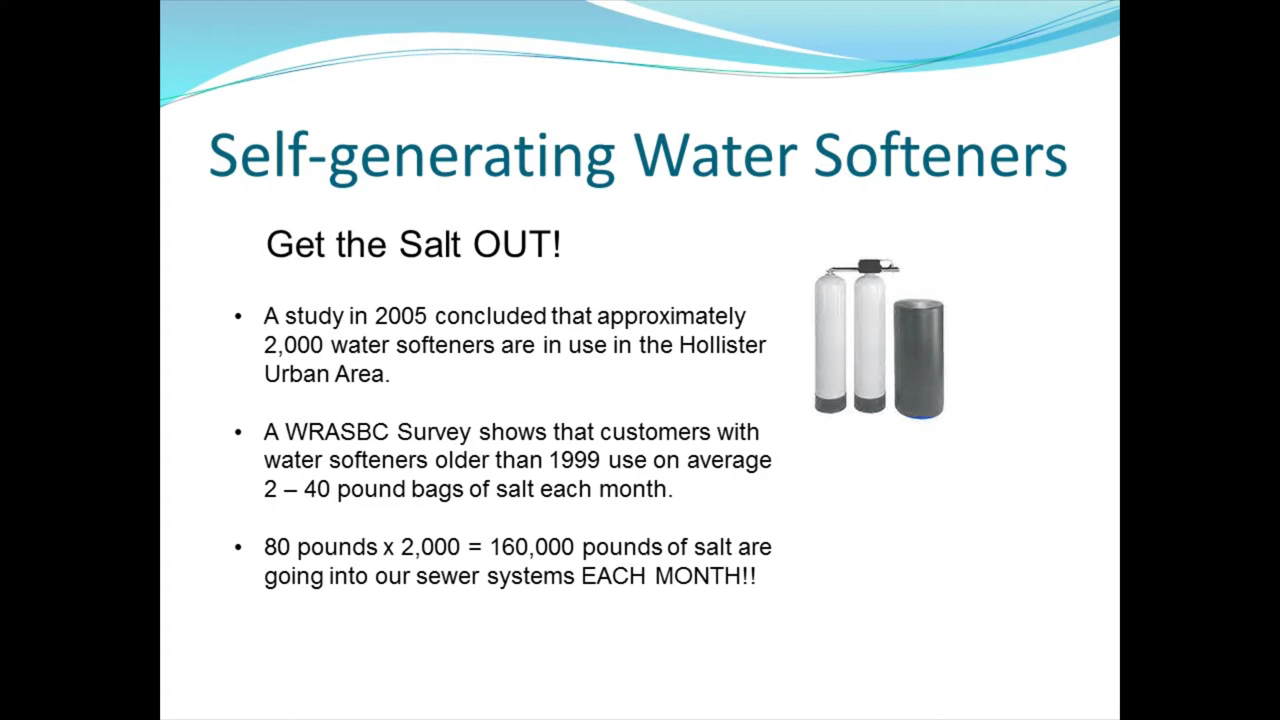 Self-generating Water Softeners
Get the Salt OUT!
• A study in 2005 concluded that approximately
2,000 water softeners are in use in the Hollister
Urban Area.
• A WRASBC Survey shows that customers with
water softeners older than 1999 use on average
2 – 40 pound bags of salt each month.
• 80 pounds x 2,000 = 160,000 pounds of salt are
going into our sewer systems EACH MONTH!!